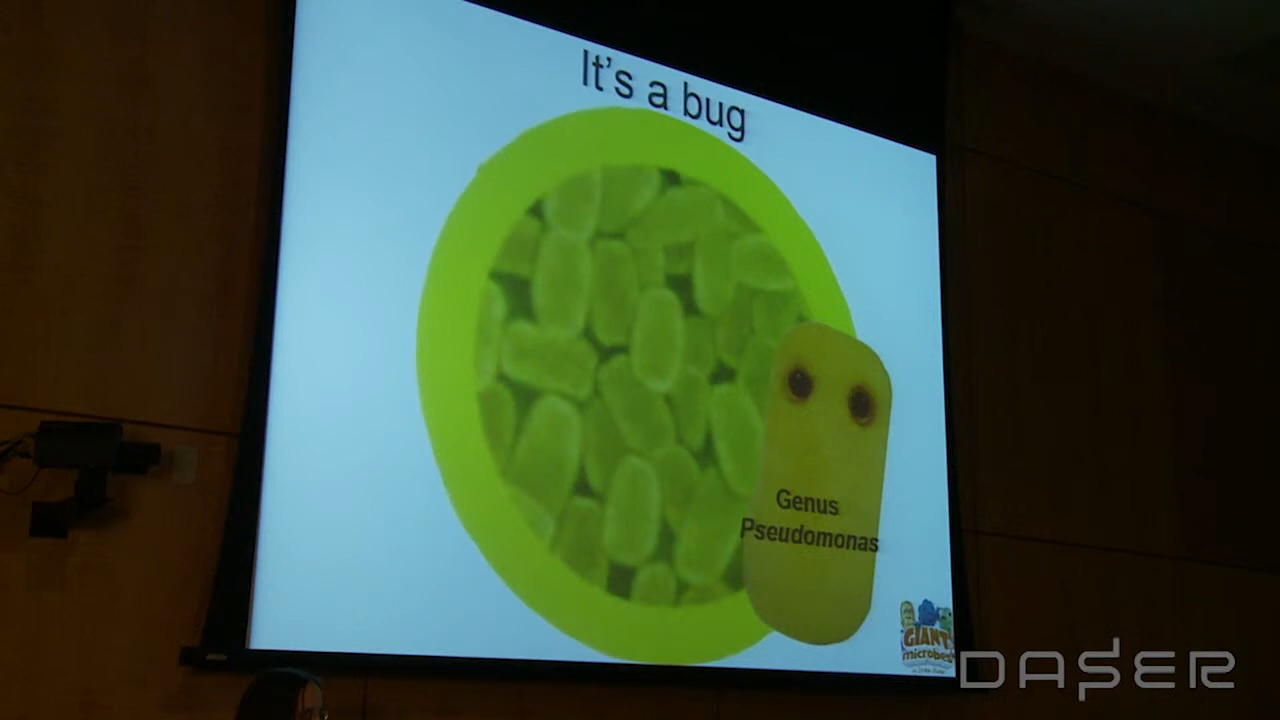 It's a bug
Genus
Pseudomonas
GIANT
microbes
DASER